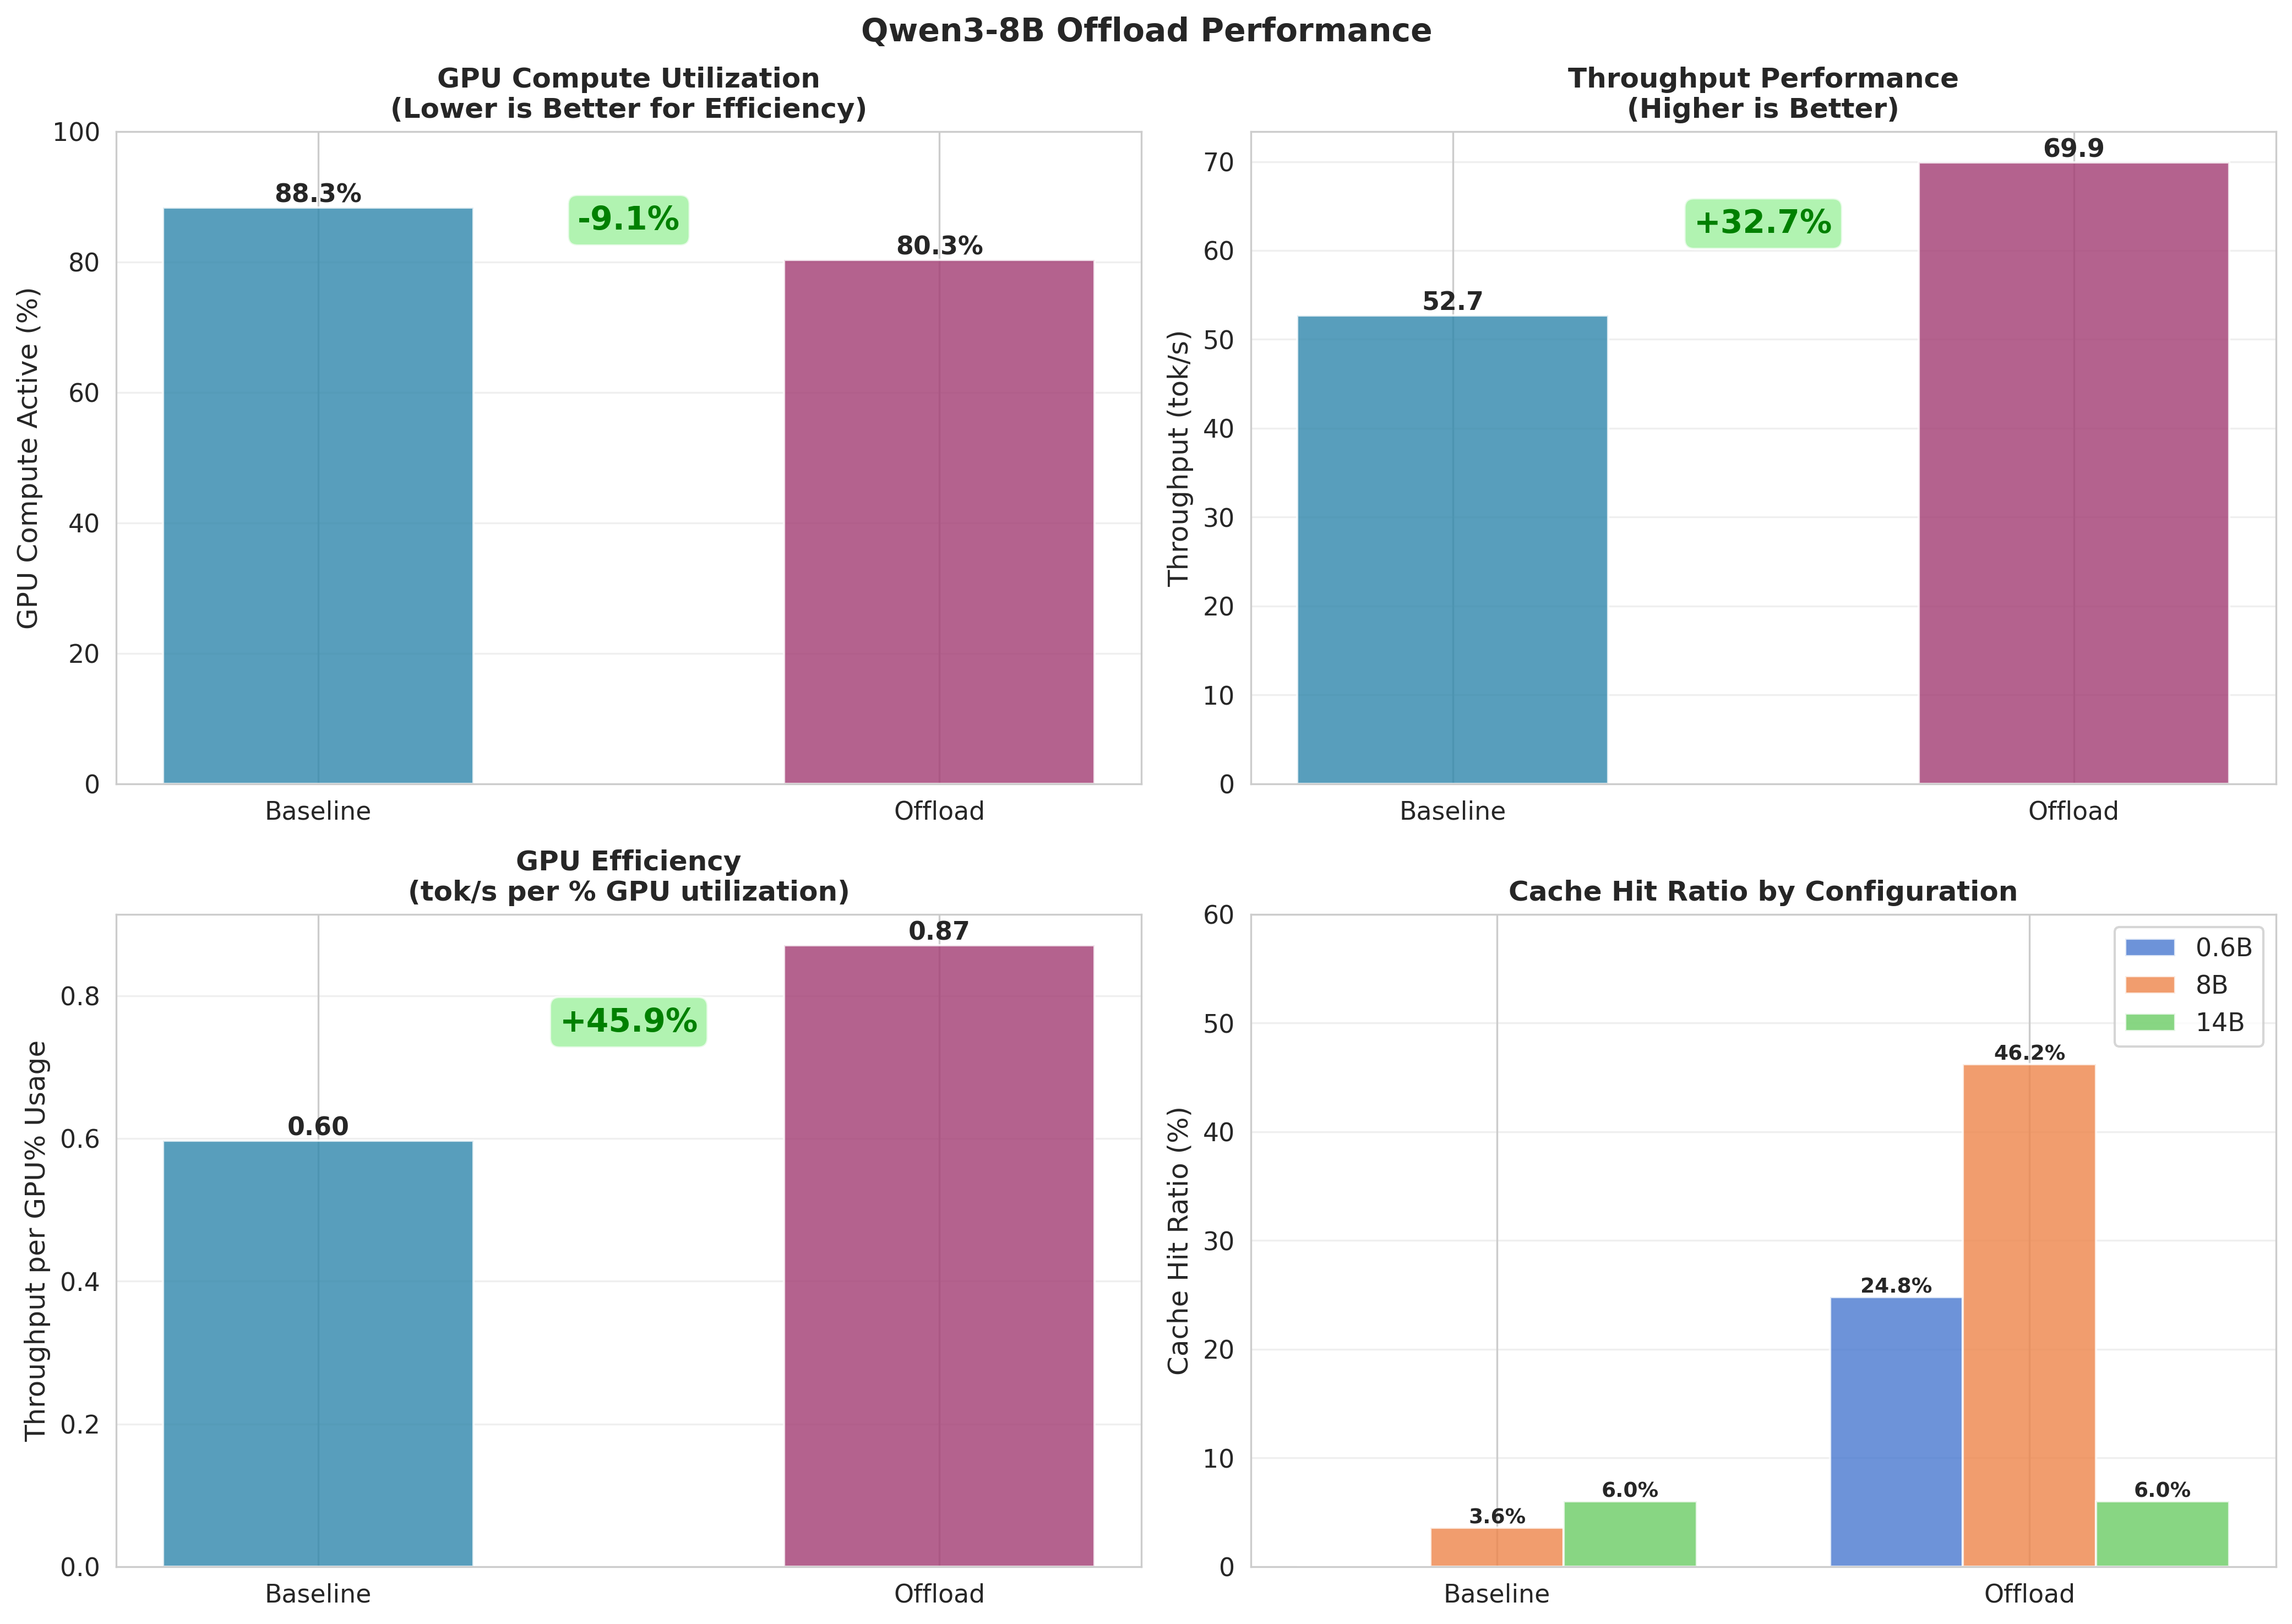 Qwen3-8B Offload Performance
GPU Compute Utilization
(Lower is Better for Efficiency)
GPU Compute Active (%)
100
80
60
40
20
0
88.3%
-9.1%
80.3%
Baseline
Offload
Throughput Performance
(Higher is Better)
Throughput (tok/s)
70
60
50
40
30
20
10
0
52.7
+32.7%
69.9
Baseline
Offload
GPU Efficiency
(tok/s per % GPU utilization)
Throughput per GPU% Usage
0.8
0.6
0.4
0.2
0.0
0.60
+45.9%
0.87
Baseline
Offload
Cache Hit Ratio by Configuration
Cache Hit Ratio (%)
60
50
40
30
20
10
0
0.6B
8B
14B
3.6%
6.0%
24.8%
46.2%
6.0%
Baseline
Offload